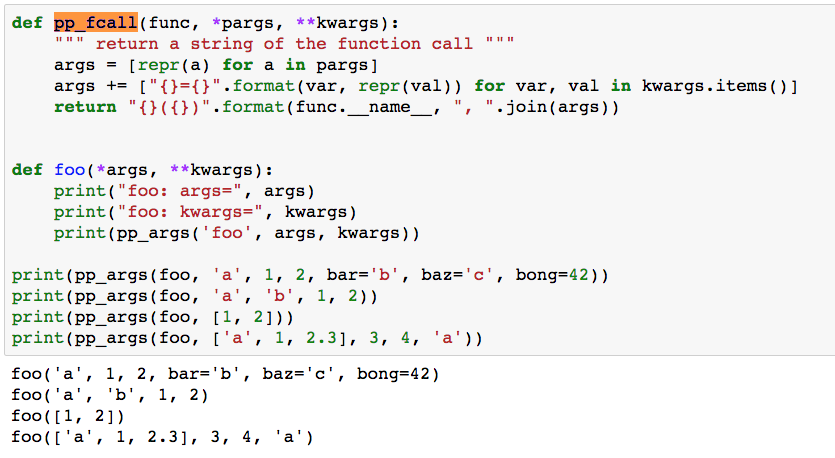 def pp_fcall(func, *pargs, **kwargs):
    """ return a string of the function call """
    args = [repr(a) for a in pargs]
    args += ["{}={}".format(var, repr(val)) for var, val in kwargs.items()]
    return "{}({})".format(func.__name__, ", ".join(args))
def foo(*args, **kwargs):
    print("foo: args=", args)
    print("foo: kwargs=", kwargs)
    print(pp_args('foo', args, kwargs))
print(pp_args(foo, 'a', 1, 2, bar='b', baz='c', bong=42))
print(pp_args(foo, 'a', 'b', 1, 2))
print(pp_args(foo, [1, 2]))
print(pp_args(foo, ['a', 1, 2.3], 3, 4, 'a'))
foo('a', 1, 2, bar='b', baz='c', bong=42)
foo('a', 'b', 1, 2)
foo([1, 2])
foo(['a', 1, 2.3], 3, 4, 'a')